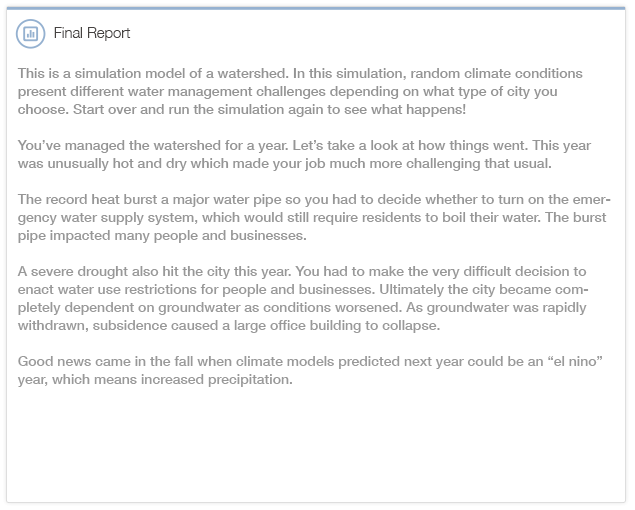 Final Report
This is a simulation model of a watershed. In this simulation, random climate conditions
present different water management challenges depending on what type of city you
choose. Start over and run the simulation again to see what happens!
You’ve managed the watershed for a year. Let’s take a look at how things went. This year
was unusually hot and dry which made your job much more challenging that usual.
The record heat burst a major water pipe so you had to decide whether to turn on the emer-
gency water supply system, which would still require residents to boil their water. The burst
pipe impacted many people and businesses.
A severe drought also hit the city this year. You had to make the very difficult decision to
enact water use restrictions for people and businesses. Ultimately the city became com-
pletely dependent on groundwater as conditions worsened. As groundwater was rapidly
withdrawn, subsidence caused a large office building to collapse.
Good news came in the fall when climate models predicted next year could be an “el nino”
year, which means increased precipitation.